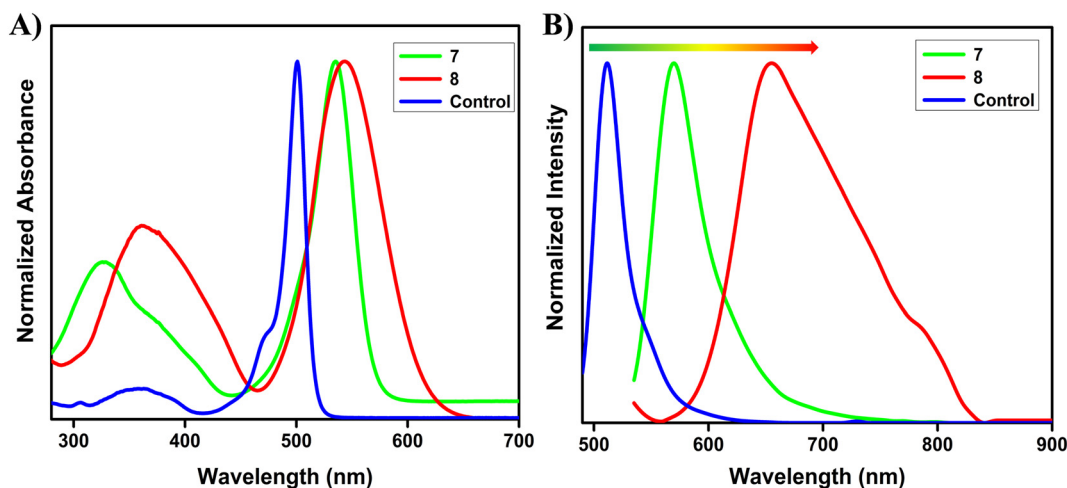 A)
7
8
Control
Normalized Absorbance
300 400 500 600 700
Wavelength (nm)
B)
7
8
Control
Normalized Intensity
500 600 700 800 900
Wavelength (nm)